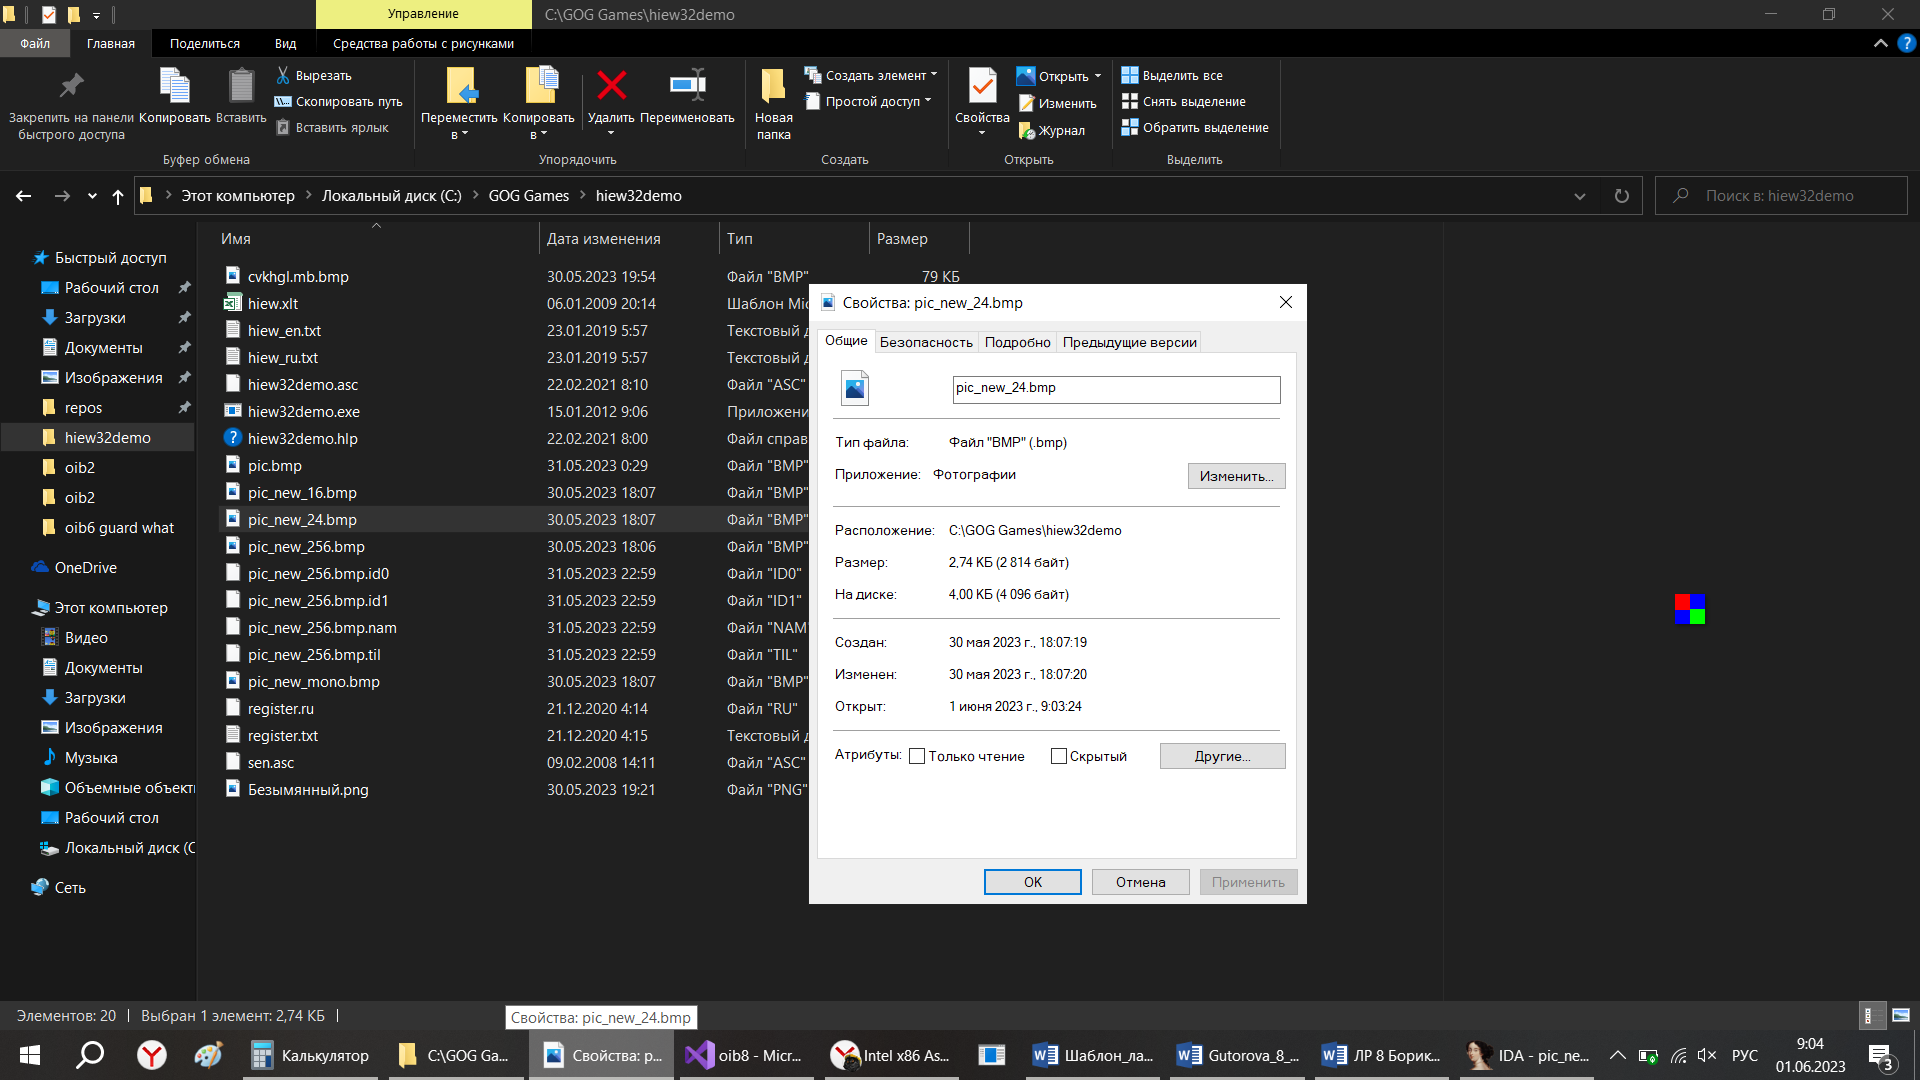 Управление
C:\GOG Games\hiew32demo
Файл
Главная
Поделиться
Вид
Средства работы с рисунками
Закрепить на панели быстрого доступа
Копировать
Вставить
Вырезать
Скопировать путь
Вставить ярлык
Буфер обмена
Переместить в
Копировать в
Удалить
Переименовать
Упорядочить
Новая папка
Создать элемент
Простой доступ
Создать
Свойства
Открыть
Изменить
Журнал
Открыть
Выделить все
Снять выделение
Обратить выделение
Выделить
Этот компьютер
Локальный диск (C:)
GOG Games
hiew32demo
Поиск в: hiew32demo
Быстрый доступ
Рабочий стол
Загрузки
Документы
Изображения
repos
hiew32demo
oib2
oib2
oib6 guard what
OneDrive
Этот компьютер
Видео
Документы
Загрузки
Изображения
Музыка
Объемные объект
Рабочий стол
Локальный диск (C
Сеть
Имя Дата изменения Тип Размер
cvkhgl.mb.bmp 30.05.2023 19:54 Файл "BMP" 79 КБ
hiew.xlt 06.01.2009 20:14 Шаблон Mic
hiew_en.txt 23.01.2019 5:57 Текстовый д
hiew_ru.txt 23.01.2019 5:57 Текстовый д
hiew32demo.asc 22.02.2021 8:10 Файл "ASC"
hiew32demo.exe 15.01.2012 9:06 Приложени
hiew32demo.hlp 22.02.2021 8:00 Файл справ
pic.bmp 31.05.2023 0:29 Файл "BMP"
pic_new_16.bmp 30.05.2023 18:07 Файл "BMP"
pic_new_24.bmp 30.05.2023 18:07 Файл "BMP"
pic_new_256.bmp 30.05.2023 18:06 Файл "BMP"
pic_new_256.bmp.id0 31.05.2023 22:59 Файл "ID0"
pic_new_256.bmp.id1 31.05.2023 22:59 Файл "ID1"
pic_new_256.bmp.nam 31.05.2023 22:59 Файл "NAM"
pic_new_256.bmp.til 31.05.2023 22:59 Файл "TIL"
pic_new_mono.bmp 30.05.2023 18:07 Файл "BMP"
register.ru 21.12.2020 4:14 Файл "RU"
register.txt 21.12.2020 4:15 Текстовый д
sen.asc 09.02.2008 14:11 Файл "ASC"
Безымянный.png 30.05.2023 19:21 Файл "PNG"
Свойства: pic_new_24.bmp
Общие
Безопасность
Подробно
Предыдущие версии
pic_new_24.bmp
Тип файла: Файл "BMP" (.bmp)
Приложение: Фотографии
Изменить...
Расположение: C:\GOG Games\hiew32demo
Размер: 2,74 КБ (2 814 байт)
На диске: 4,00 КБ (4 096 байт)
Создан: 30 мая 2023 г., 18:07:19
Изменен: 30 мая 2023 г., 18:07:20
Открыт: 1 июня 2023 г., 9:03:24
Атрибуты: Только чтение Скрытый
Другие...
OK
Отмена
Применить
Элементов: 20
Выбран 1 элемент: 2,74 КБ
Свойства: pic_new_24.bmp
Калькулятор
C:\GOG Ga...
Свойства: p...
oib8 - Micr...
Intel x86 As...
Шаблон_ла...
Gutorova_8_...
ЛР 8 Борик...
IDA - pic_ne...
РУС
9:04
01.06.2023
3